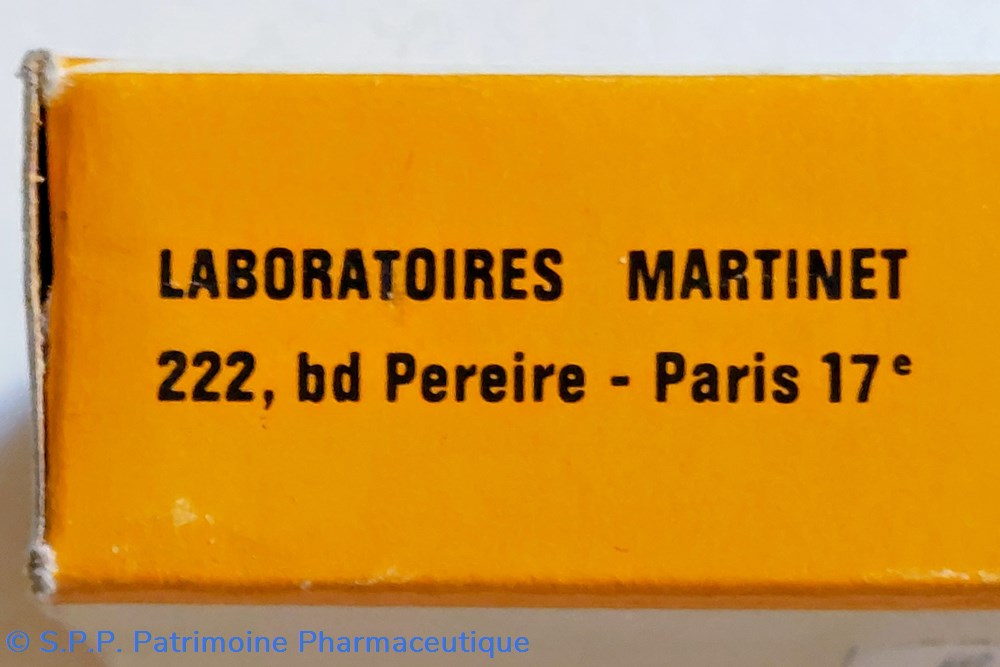 LABORATOIRES MARTINET
222, bd Pereire - Paris 17e
© S.P.P. Patrimoine Pharmaceutique